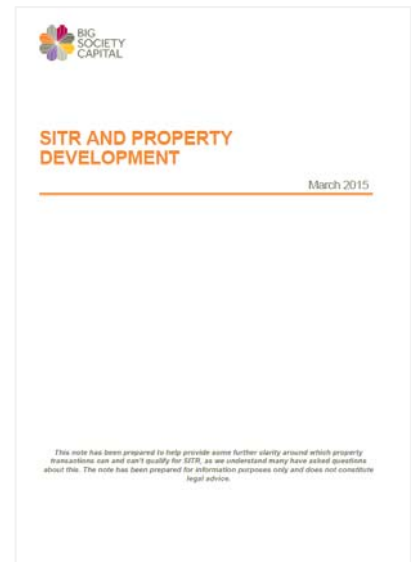 BIG
SOCIETY
CAPITAL
SITR AND PROPERTY
DEVELOPMENT
March 2015
This note has been prepared to help provide some further clarity around which property
transactions can and can't qualify for SITR, as we understand many have asked questions
about this. The note has been prepared for information purposes only and does not constitute
legal advice.